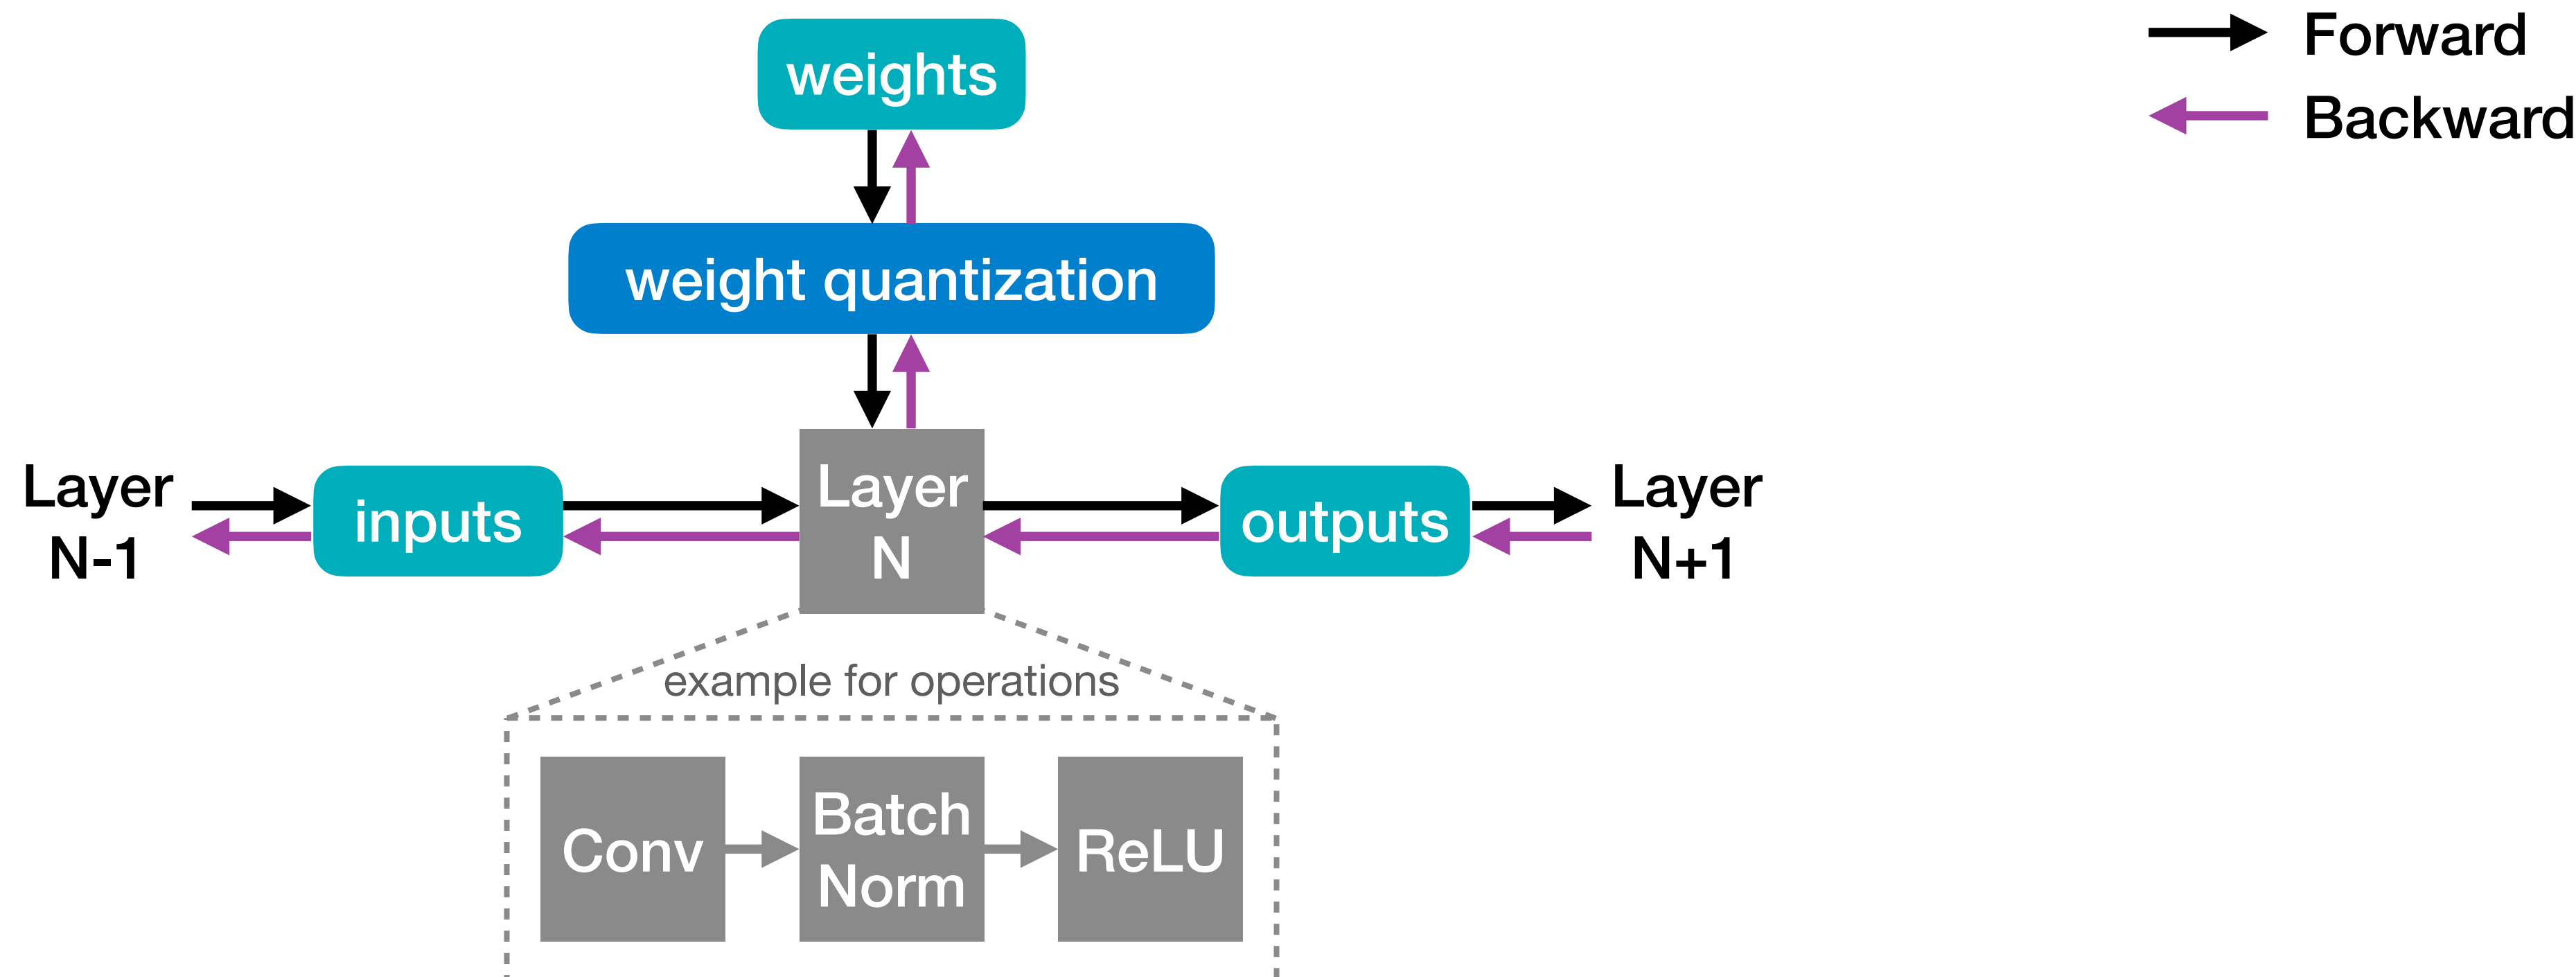 weights
Forward
Backward
weight quantization
Layer
N-1
inputs
Layer
N
outputs
Layer
N+1
example for operations
Conv
Batch
Norm
ReLU